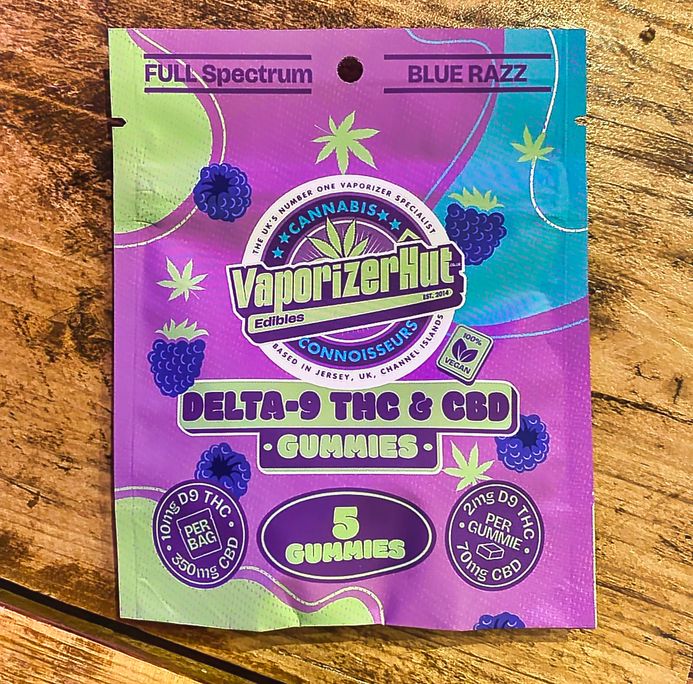 FULL Spectrum
BLUE RAZZ
THE UK'S NUMBER ONE VAPORIZER SPECIALIST
CANNABIS
VaporizerHut
EST. 2014
Edibles
CONNOISSEURS
BASED IN JERSEY, UK, CHANNEL ISLANDS
100%
VEGAN
DELTA-9 THC & CBD
• GUMMIES •
10mg D9 THC
PER
BAG
350mg CBD
5
GUMMIES
2mg D9 THC
PER
GUMMIE
70mg CBD